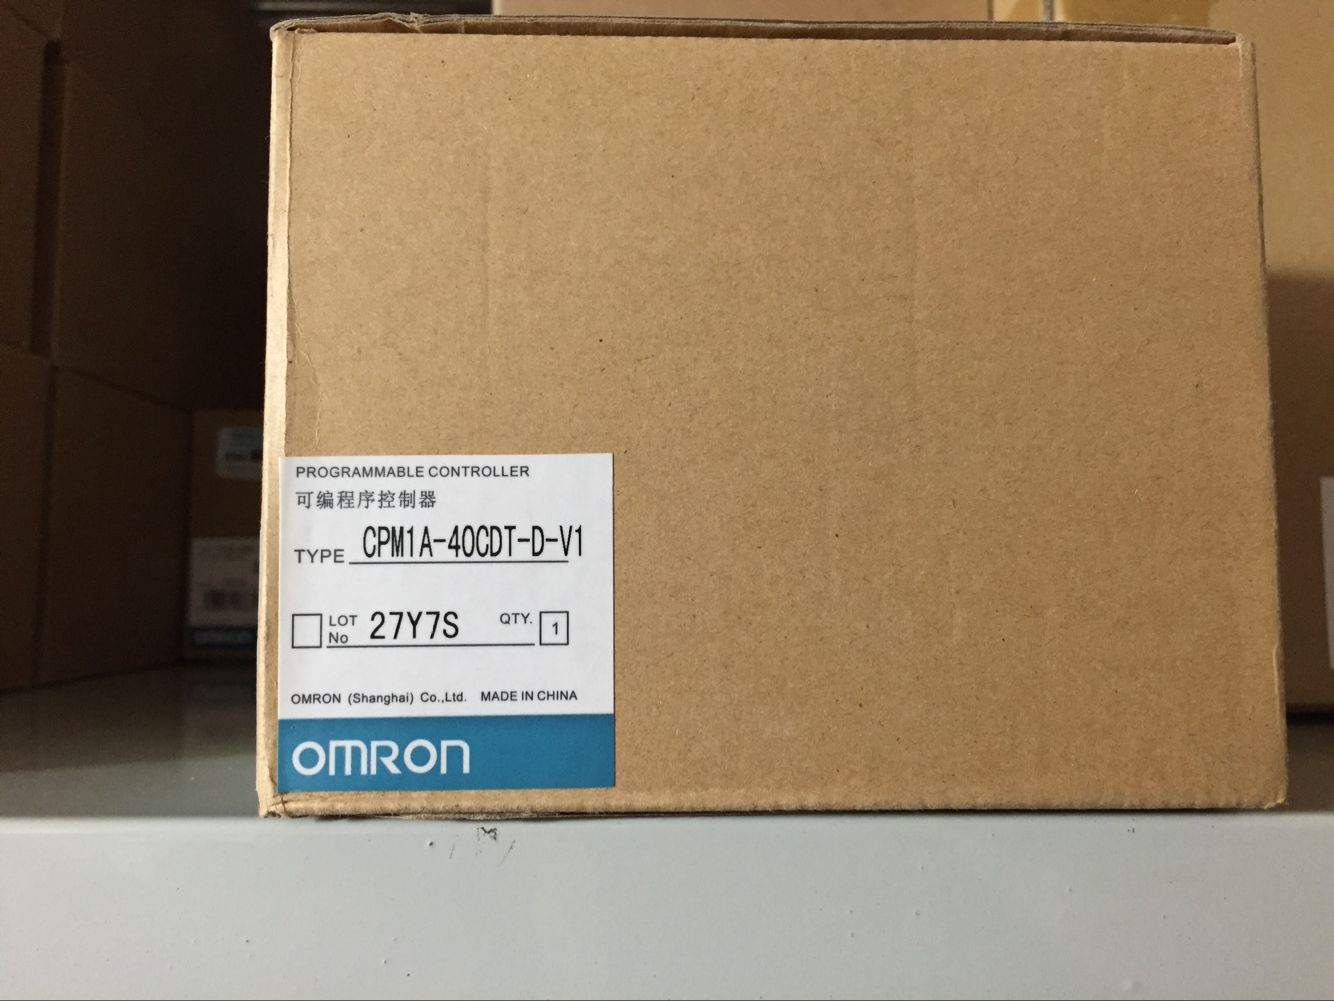 PROGRAMMABLE CONTROLLER
可编程序控制器
TYPE CPM1A-40CDT-D-V1
LOT No 27Y7S QTY. 1
OMRON (Shanghai) Co.,Ltd. MADE IN CHINA
OMRON